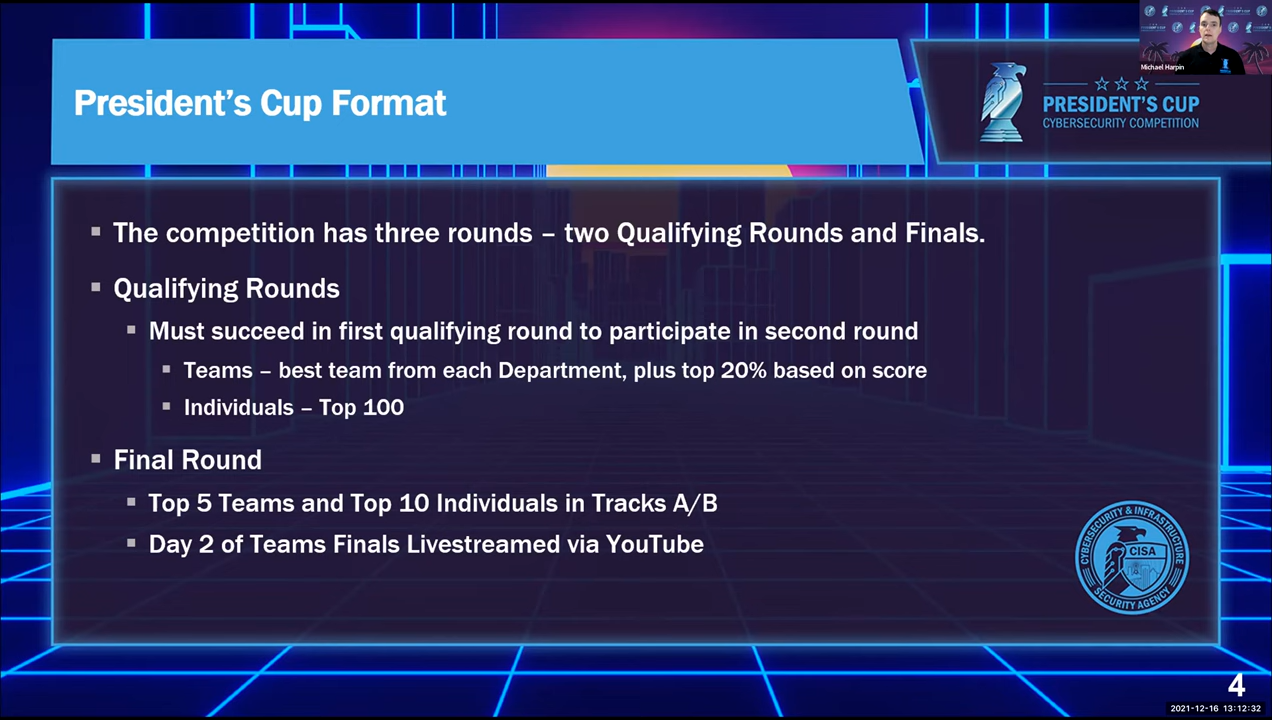 Michael Harpin
President's Cup Format
PRESIDENT'S CUP
CYBERSECURITY COMPETITION
The competition has three rounds – two Qualifying Rounds and Finals.
Qualifying Rounds
Must succeed in first qualifying round to participate in second round
Teams – best team from each Department, plus top 20% based on score
Individuals – Top 100
Final Round
Top 5 Teams and Top 10 Individuals in Tracks A/B
Day 2 of Teams Finals Livestreamed via YouTube
CYBERSECURITY & INFRASTRUCTURE
CISA
SECURITY AGENCY
4
2021-12-16 13:12:32